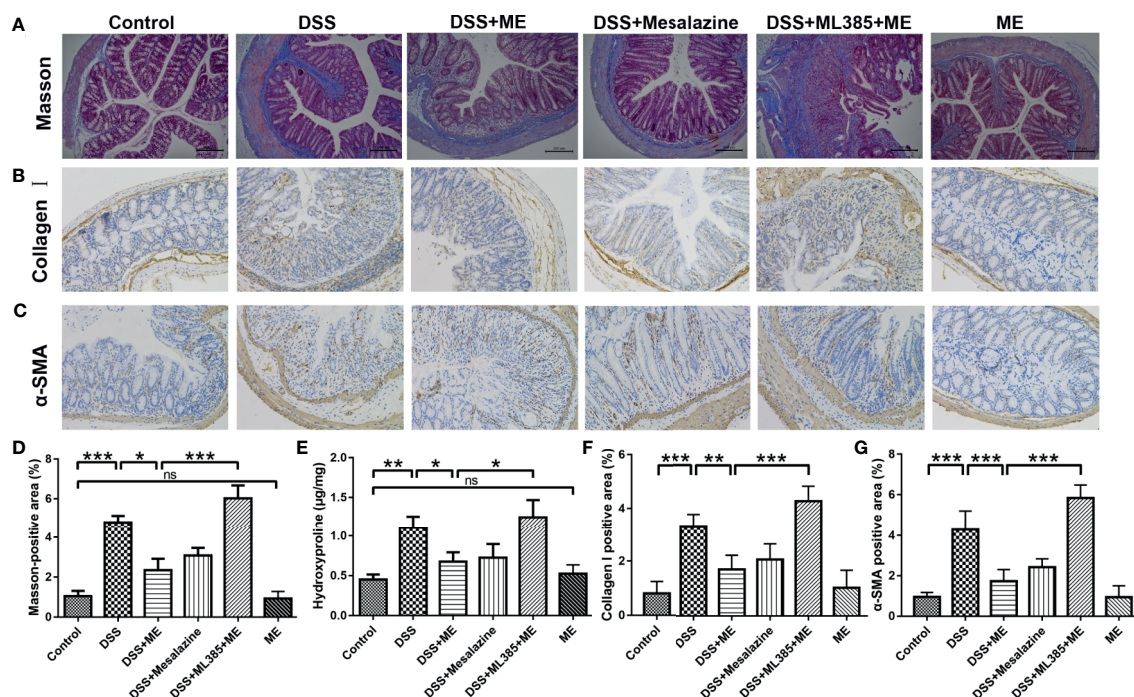 A
Control
DSS
DSS+ME
DSS+Mesalazine
DSS+ML385+ME
ME
Masson
B
Collagen Ⅰ
C
α-SMA
D
Masson-positive area (%)
8
6
4
2
0
***
*
***
ns
Control
DSS
DSS+ME
DSS+Mesalazine
DSS+ML385+ME
ME
E
Hydroxyproline (μg/mg)
2.0
1.5
1.0
0.5
0.0
**
*
*
ns
Control
DSS
DSS+ME
DSS+Mesalazine
DSS+ML385+ME
ME
F
Collagen I positive area (%)
6
4
2
0
***
**
***
Control
DSS
DSS+ME
DSS+Mesalazine
DSS+ML385+ME
ME
G
α-SMA positive area (%)
8
6
4
2
0
***
***
***
Control
DSS
DSS+ME
DSS+Mesalazine
DSS+ML385+ME
ME